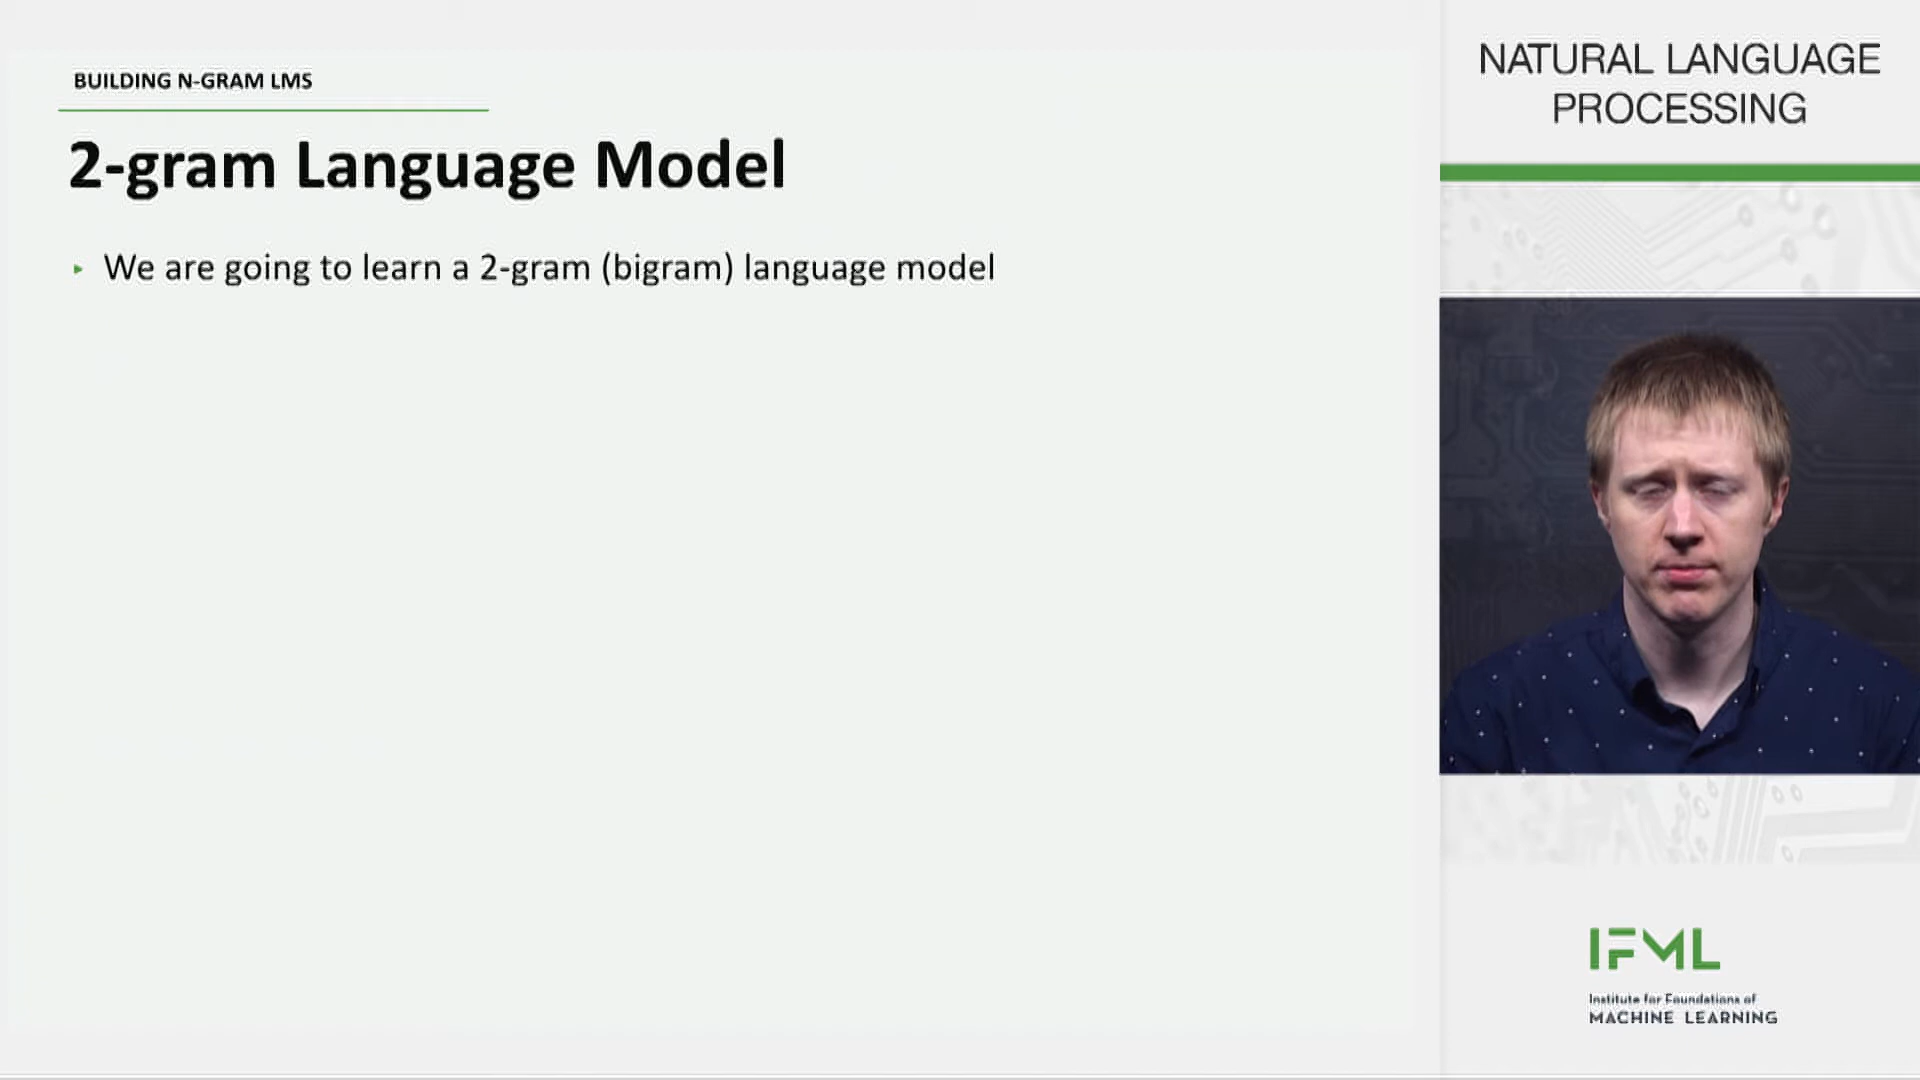 BUILDING N-GRAM LMS
2-gram Language Model
▸ We are going to learn a 2-gram (bigram) language model
NATURAL LANGUAGE
PROCESSING
IFML
Institute for Foundations of
MACHINE LEARNING